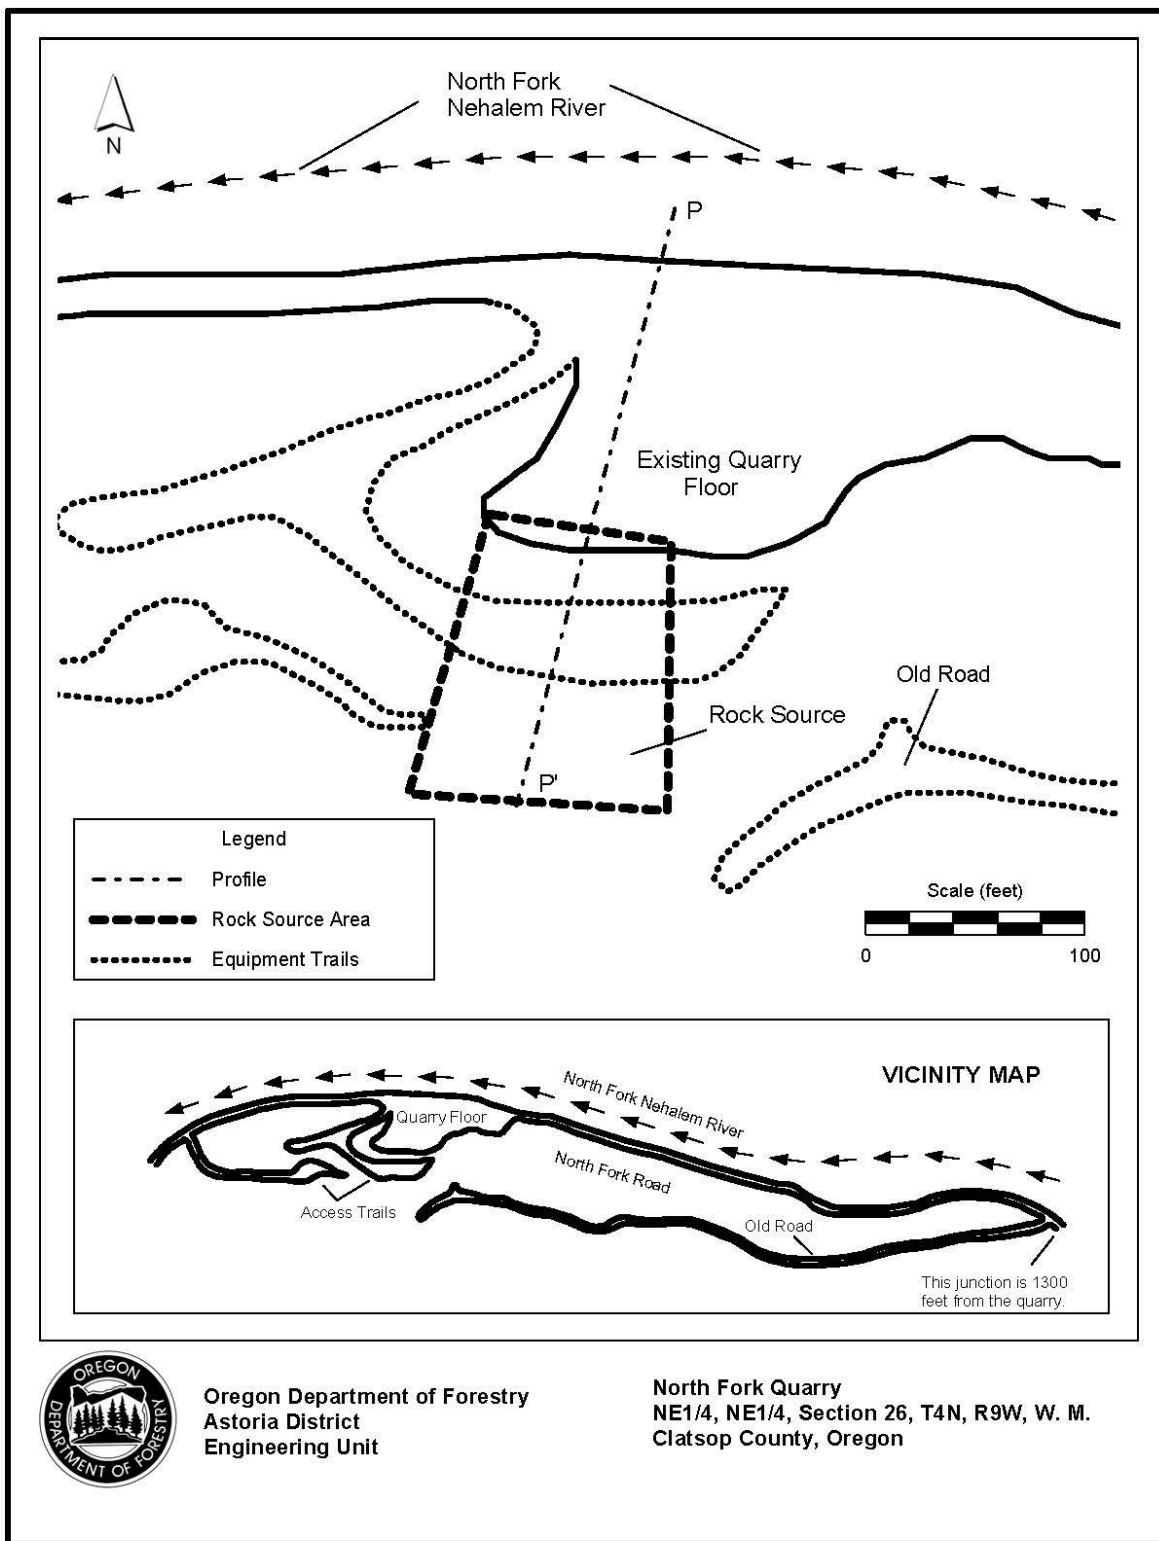 North Fork
Nehalem River
N
P
Existing Quarry
Floor
Old Road
Rock Source
P'
Legend
Profile
Rock Source Area
Equipment Trails
Scale (feet)
0 100
VICINITY MAP
North Fork Nehalem River
Quarry Floor
North Fork Road
Access Trails
Old Road
This junction is 1300
feet from the quarry.
OREGON
DEPARTMENT OF FORESTRY
Oregon Department of Forestry
Astoria District
Engineering Unit
North Fork Quarry
NE1/4, NE1/4, Section 26, T4N, R9W, W. M.
Clatsop County, Oregon